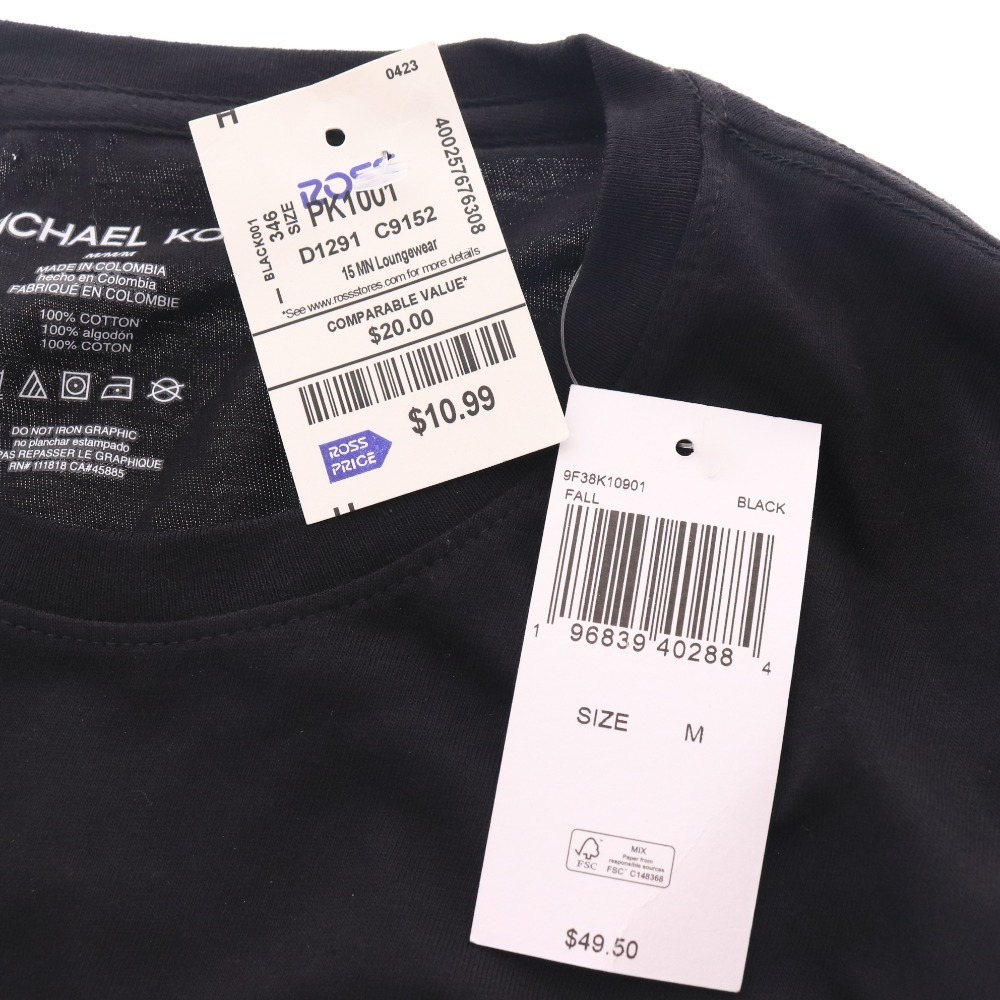 MICHAEL KO
M/M/M
MADE IN COLOMBIA
hecho en Colombia
FABRIQUÉ EN COLOMBIE
100% COTTON
100% algodón
100% COTON
DO NOT IRON GRAPHIC
no planchar estampado
PAS REPASSER LE GRAPHIQUE
RN# 111818 CA#45885
0423
400257676308
ROSS
BLACK001
346
SIZE
PK1001
D1291 C9152
15 MN Loungewear
*See www.rossstores.com for more details
COMPARABLE VALUE*
$20.00
$10.99
ROSS
PRICE
9F38K10901
FALL
BLACK
1 96839 40288 4
SIZE M
FSC
MIX
Paper from
responsible sources
FSC™ C148368
$49.50